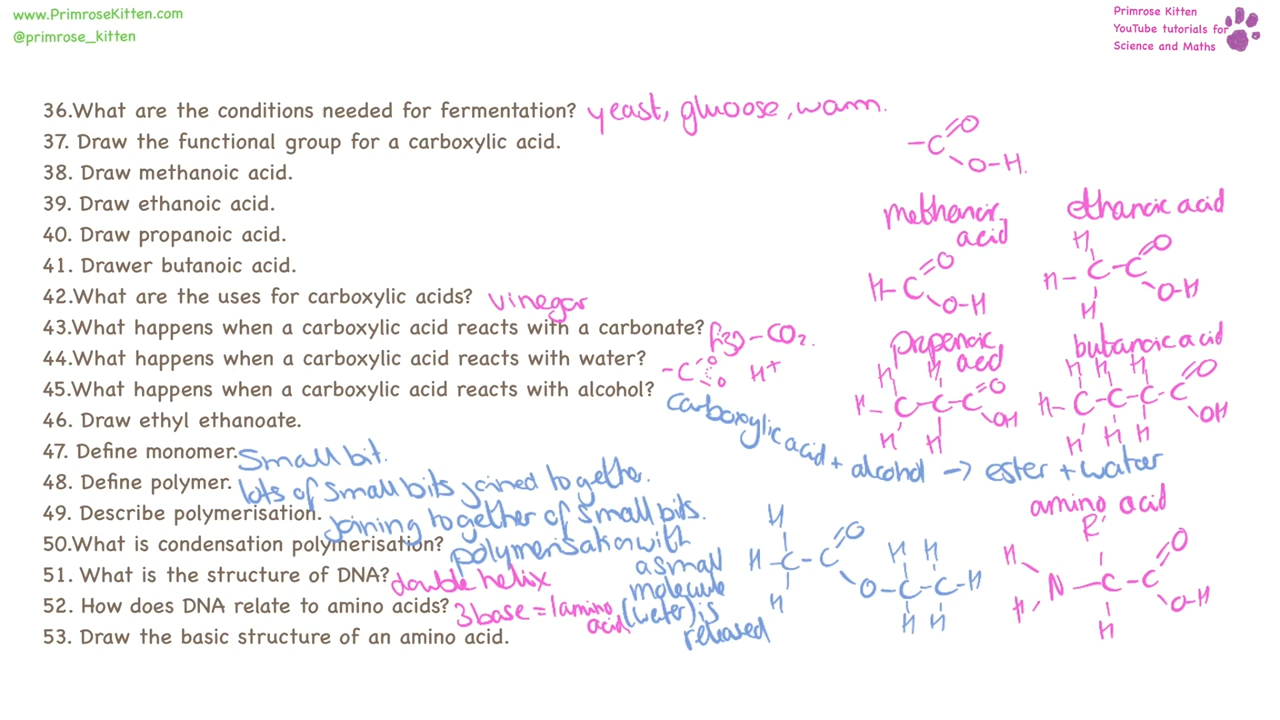 www.PrimroseKitten.com
@primrose_kitten
Primrose Kitten
YouTube tutorials for
Science and Maths
36.What are the conditions needed for fermentation? yeast, glucose, warm.
37. Draw the functional group for a carboxylic acid.
-C=O
O-H.
38. Draw methanoic acid.
39. Draw ethanoic acid.
40. Draw propanoic acid.
41. Drawer butanoic acid.
42.What are the uses for carboxylic acids? vinegar
43.What happens when a carboxylic acid reacts with a carbonate? CO2.
44.What happens when a carboxylic acid reacts with water? -C O O H+
45.What happens when a carboxylic acid reacts with alcohol? carboxylic acid + alcohol -> ester + water
46. Draw ethyl ethanoate.
47. Define monomer. Small bit.
48. Define polymer. lots of small bits joined together.
49. Describe polymerisation. joining together of small bits.
50.What is condensation polymerisation? polymerisation with
a small
molecule
(water) is
released
51. What is the structure of DNA? double helix
52. How does DNA relate to amino acids? 3 base = 1 amino
acid
53. Draw the basic structure of an amino acid.
methanoic
acid
H-C=O
O-H
ethanoic acid
H
H-C-C=O
H
O-H
acid
H H
H-C-C-C=O
H H
OH
butanoic acid
H H H
H-C-C-C-C=O
H H H
OH
H
H-C-C=O
H
H H
O-C-C-H
H H
amino acid
R
H
N-C-C=O
H
H
O-H